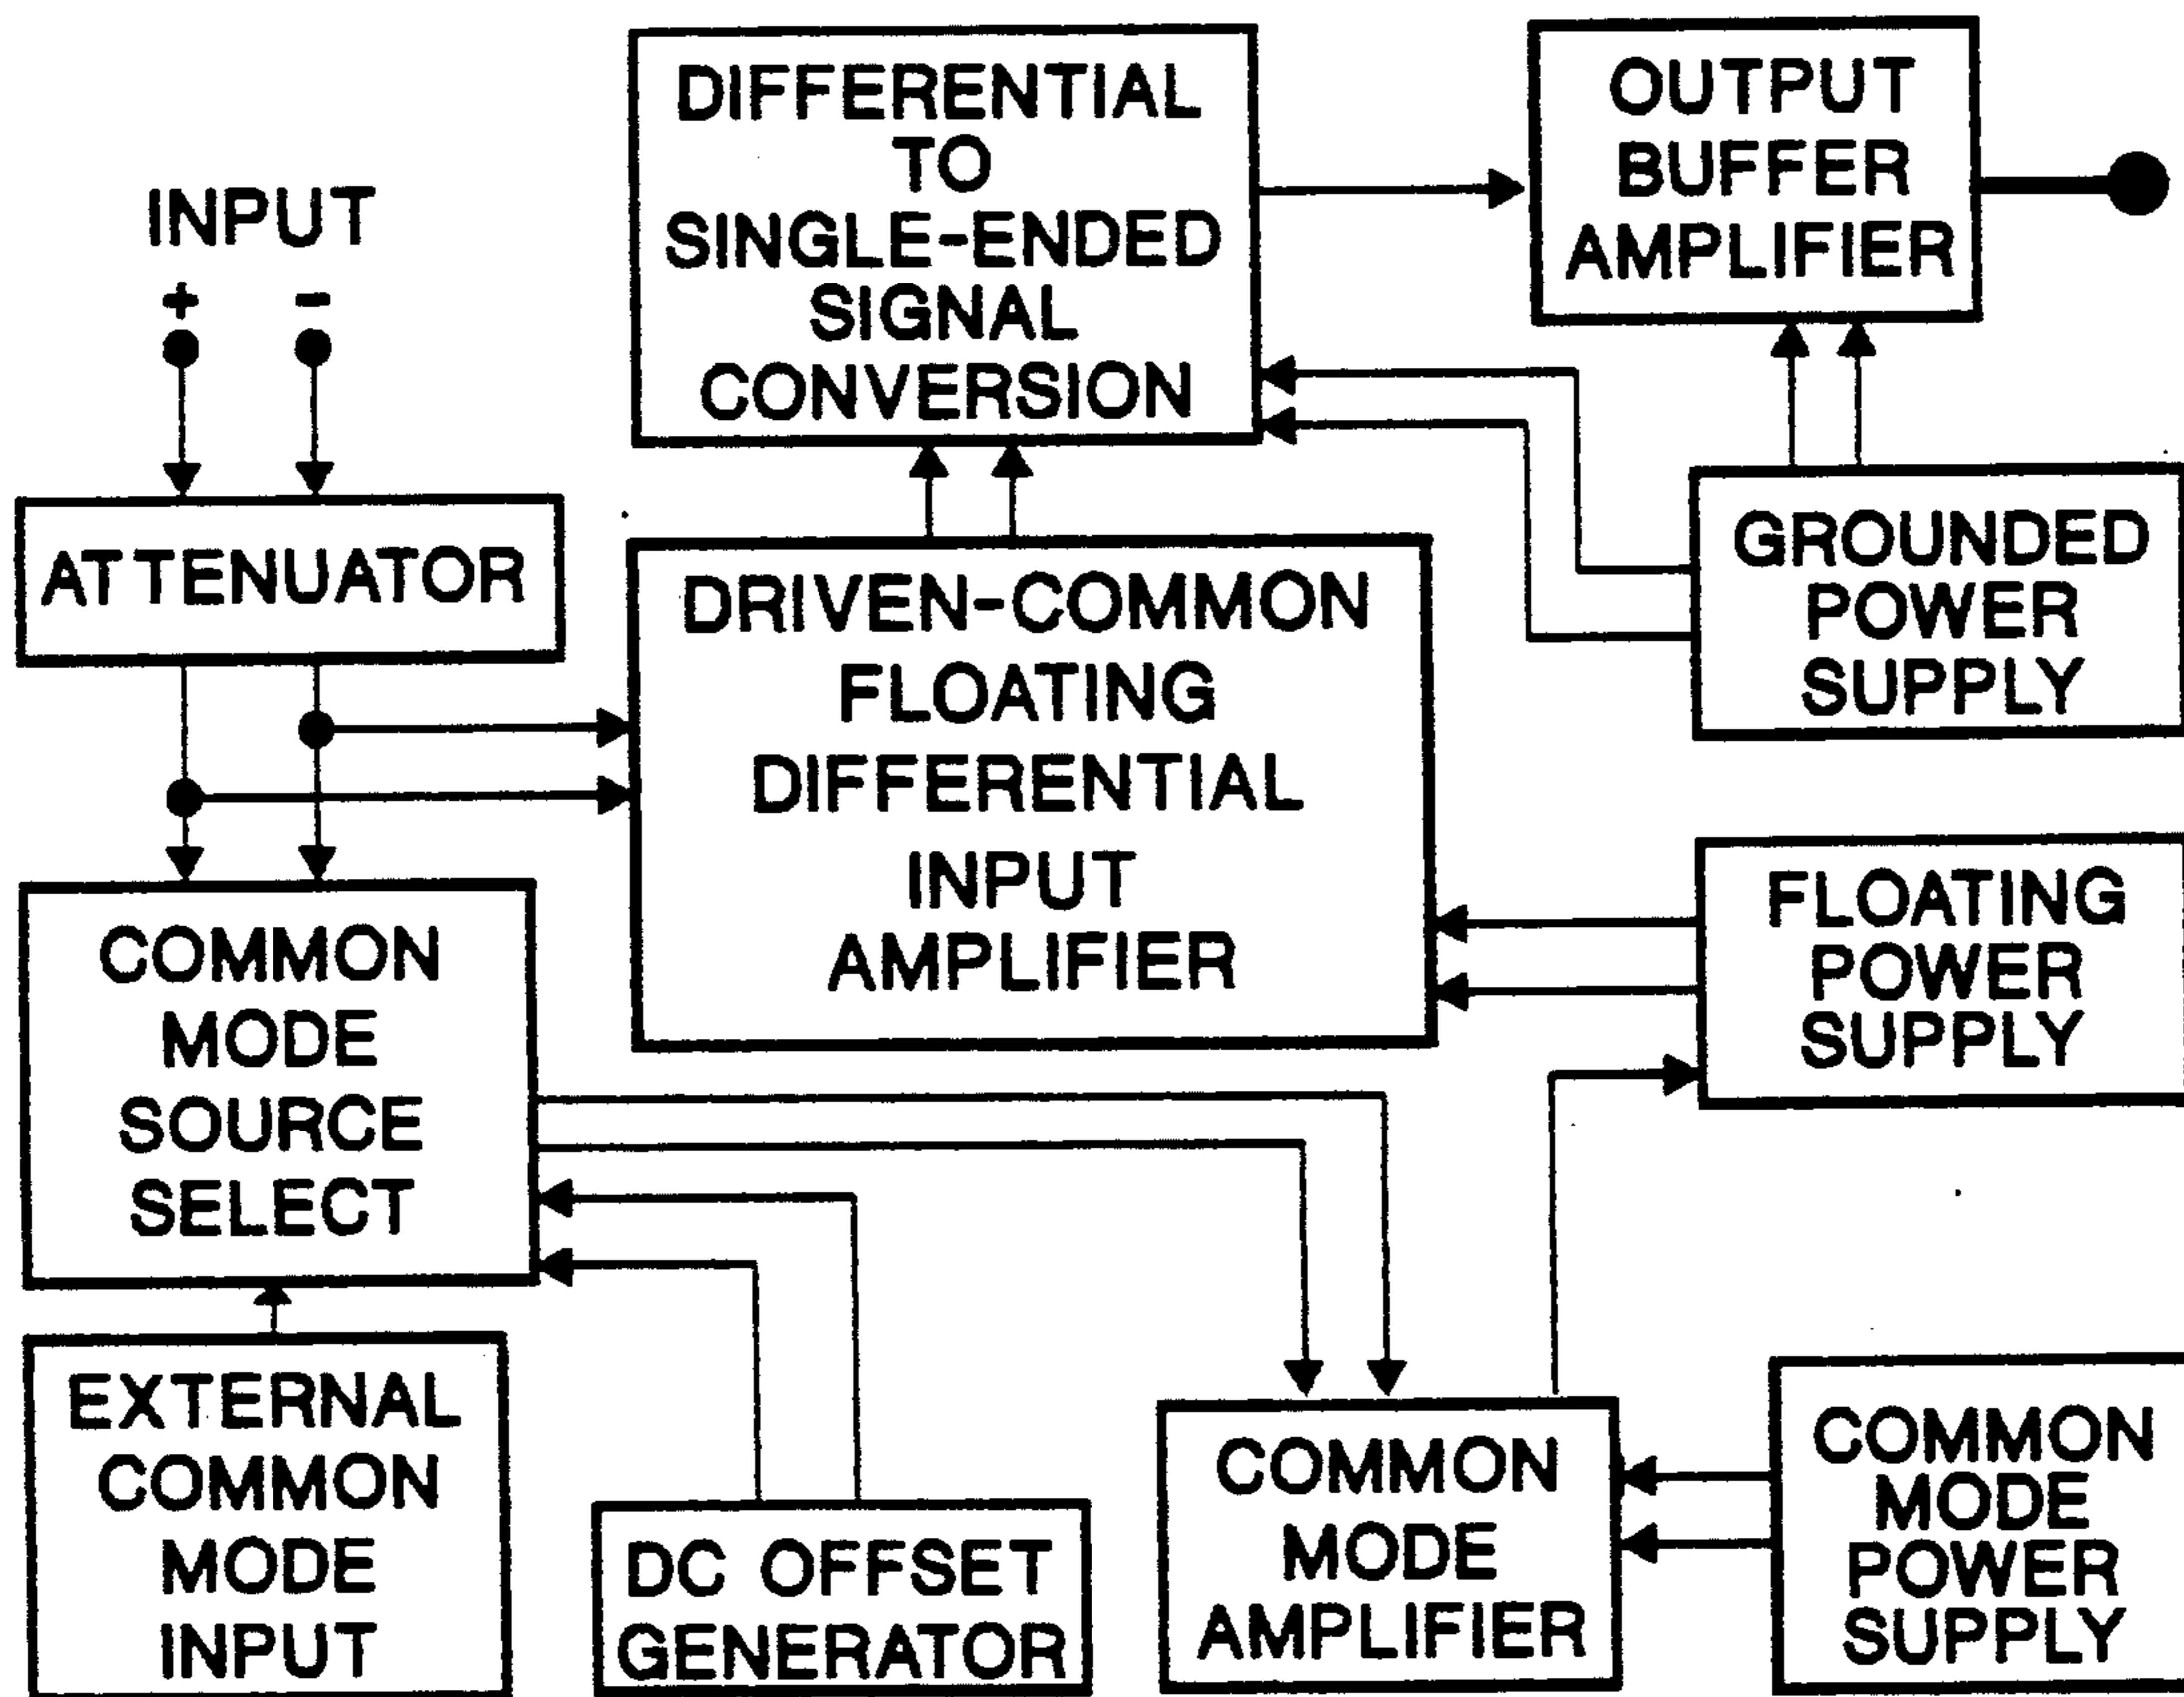 INPUT
+ -
ATTENUATOR
DIFFERENTIAL
TO
SINGLE-ENDED
SIGNAL
CONVERSION
OUTPUT
BUFFER
AMPLIFIER
GROUNDED
POWER
SUPPLY
DRIVEN-COMMON
FLOATING
DIFFERENTIAL
INPUT
AMPLIFIER
FLOATING
POWER
SUPPLY
COMMON
MODE
SOURCE
SELECT
EXTERNAL
COMMON
MODE
INPUT
DC OFFSET
GENERATOR
COMMON
MODE
AMPLIFIER
COMMON
MODE
POWER
SUPPLY